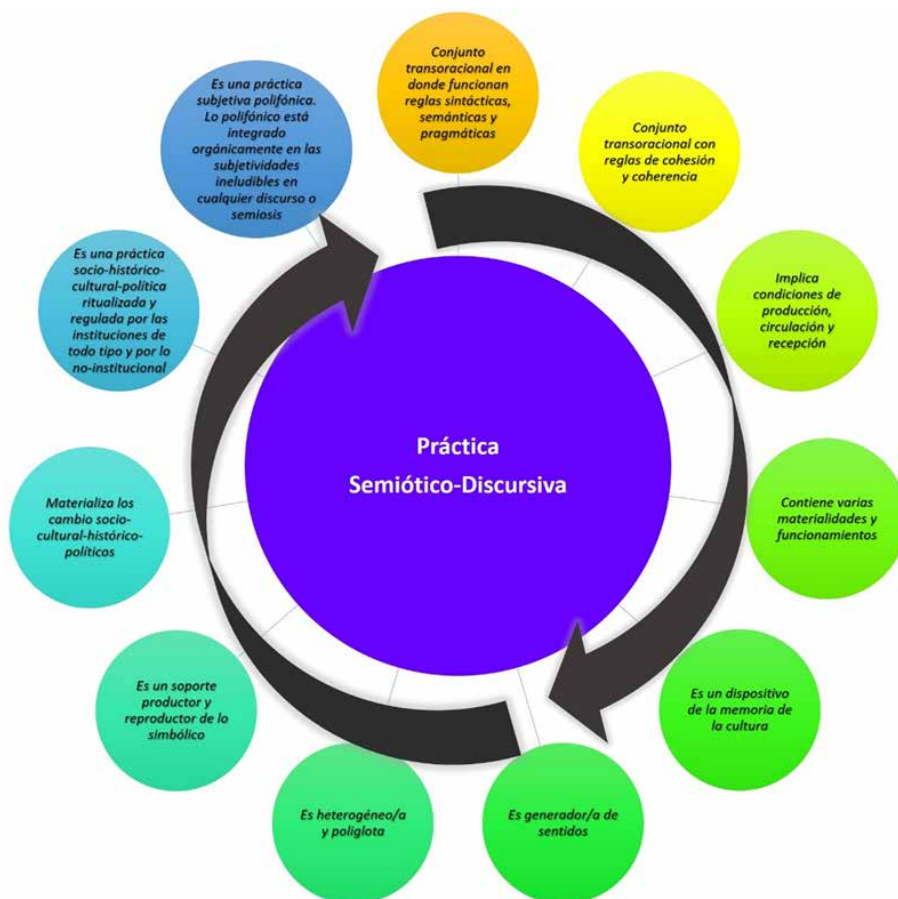 Conjunto
transoracional en
donde funcionan
reglas sintácticas,
semánticas y
pragmáticas
Conjunto
transoracional con
reglas de cohesión
y coherencia
Implica
condiciones de
producción,
circulación y
recepción
Contiene varias
materialidades y
funcionamientos
Es un dispositivo
de la memoria de
la cultura
Es generador/a de
sentidos
Es heterogéneo/a
y poliglota
Es un soporte
productor y
reproductor de lo
simbólico
Materializa los
cambio socio-
cultural-histórico-
políticos
Es una práctica
socio-histórico-
cultural-política
ritualizada y
regulada por las
instituciones de
todo tipo y por lo
no-institucional
Es una práctica
subjetiva polifónica.
Lo polifónico está
integrado
orgánicamente en las
subjetividades
ineludibles en
cualquier discurso o
semiosis
Práctica
Semiótico-Discursiva